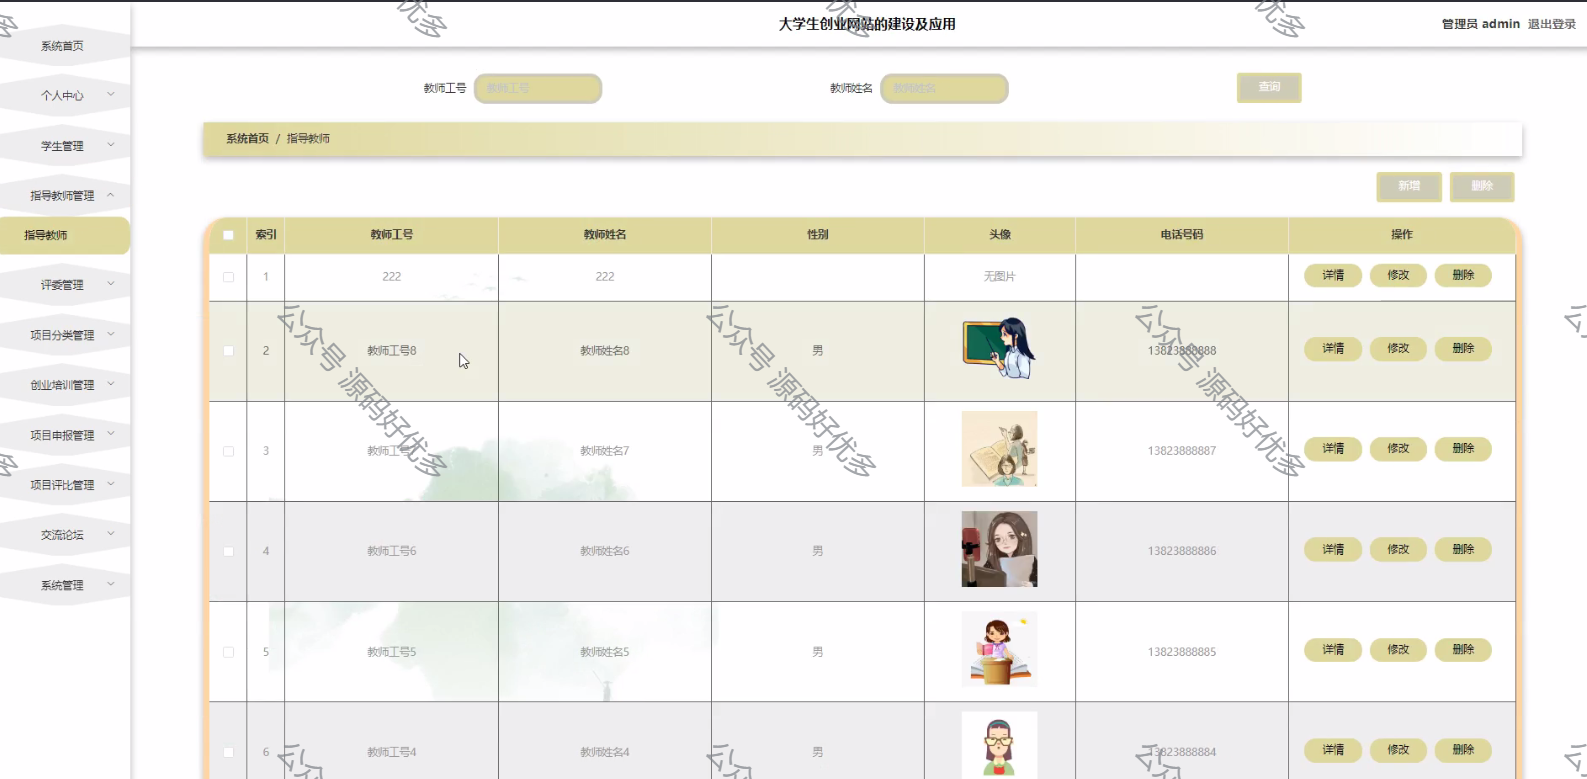 大学生创业网站的建设及应用
管理员 admin 退出登录
系统首页
个人中心
学生管理
指导教师管理
指导教师
评委管理
项目分类管理
创业培训管理
项目申报管理
项目评比管理
交流论坛
系统管理
教师工号 教师工号 教师姓名 教师姓名 查询
系统首页 / 指导教师
新增 删除
索引 教师工号 教师姓名 性别 头像 电话号码 操作
1 222 222 无图片 详情 修改 删除
2 教师工号8 教师姓名8 男 13823888888 详情 修改 删除
3 教师工号7 教师姓名7 男 13823888887 详情 修改 删除
4 教师工号6 教师姓名6 男 13823888886 详情 修改 删除
5 教师工号5 教师姓名5 男 13823888885 详情 修改 删除
6 教师工号4 教师姓名4 男 13823888884 详情 修改 删除
公众号 源码好优多
公众号 源码好优多
公众号 源码好优多